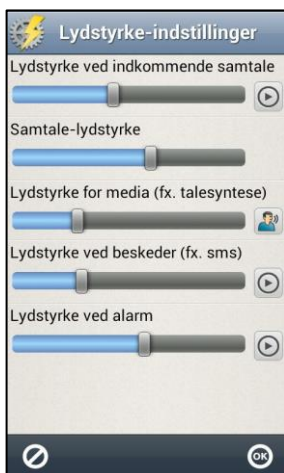 Lydstyrke-indstillinger
Lydstyrke ved indkommende samtale
Samtale-lydstyrke
Lydstyrke for media (fx. talesyntese)
Lydstyrke ved beskeder (fx. sms)
Lydstyrke ved alarm
OK